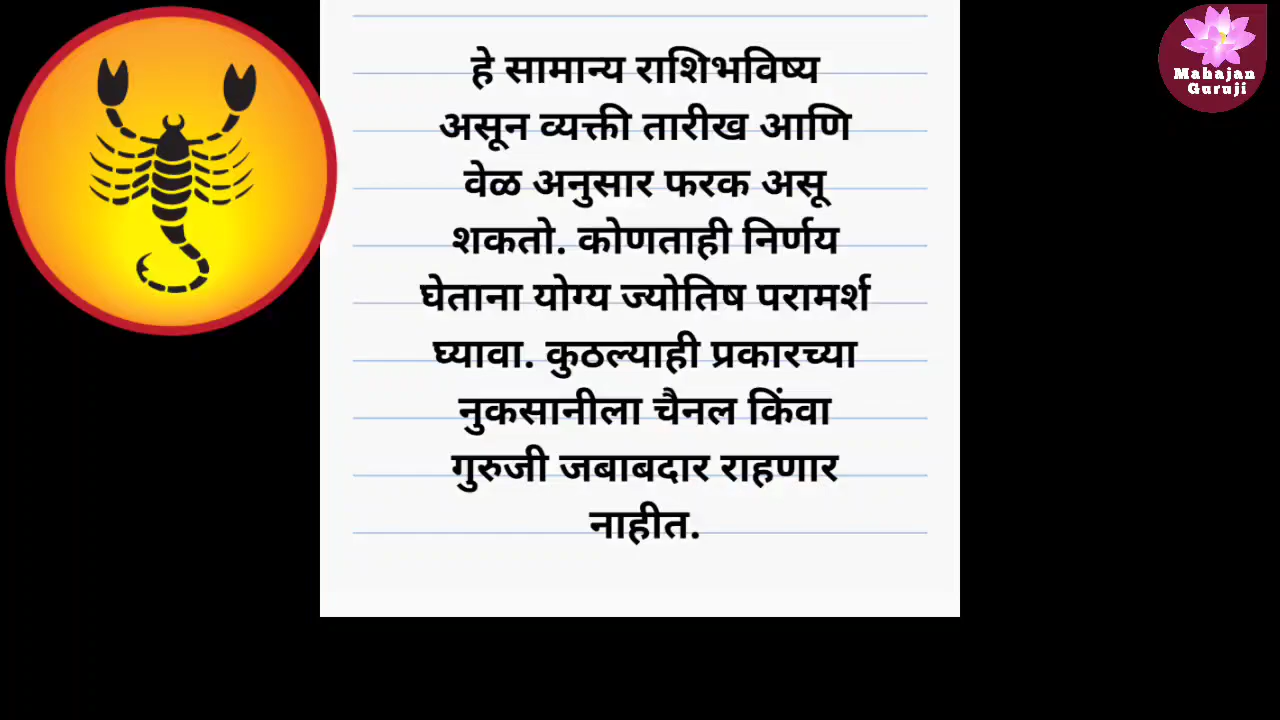 हे सामान्य राशिभविष्य
असून व्यक्ती तारीख आणि
वेळ अनुसार फरक असू
शकतो. कोणताही निर्णय
घेताना योग्य ज्योतिष परामर्श
घ्यावा. कुठल्याही प्रकारच्या
नुकसानीला चैनल किंवा
गुरुजी जबाबदार राहणार
नाहीत.
Mahajan
Guruji